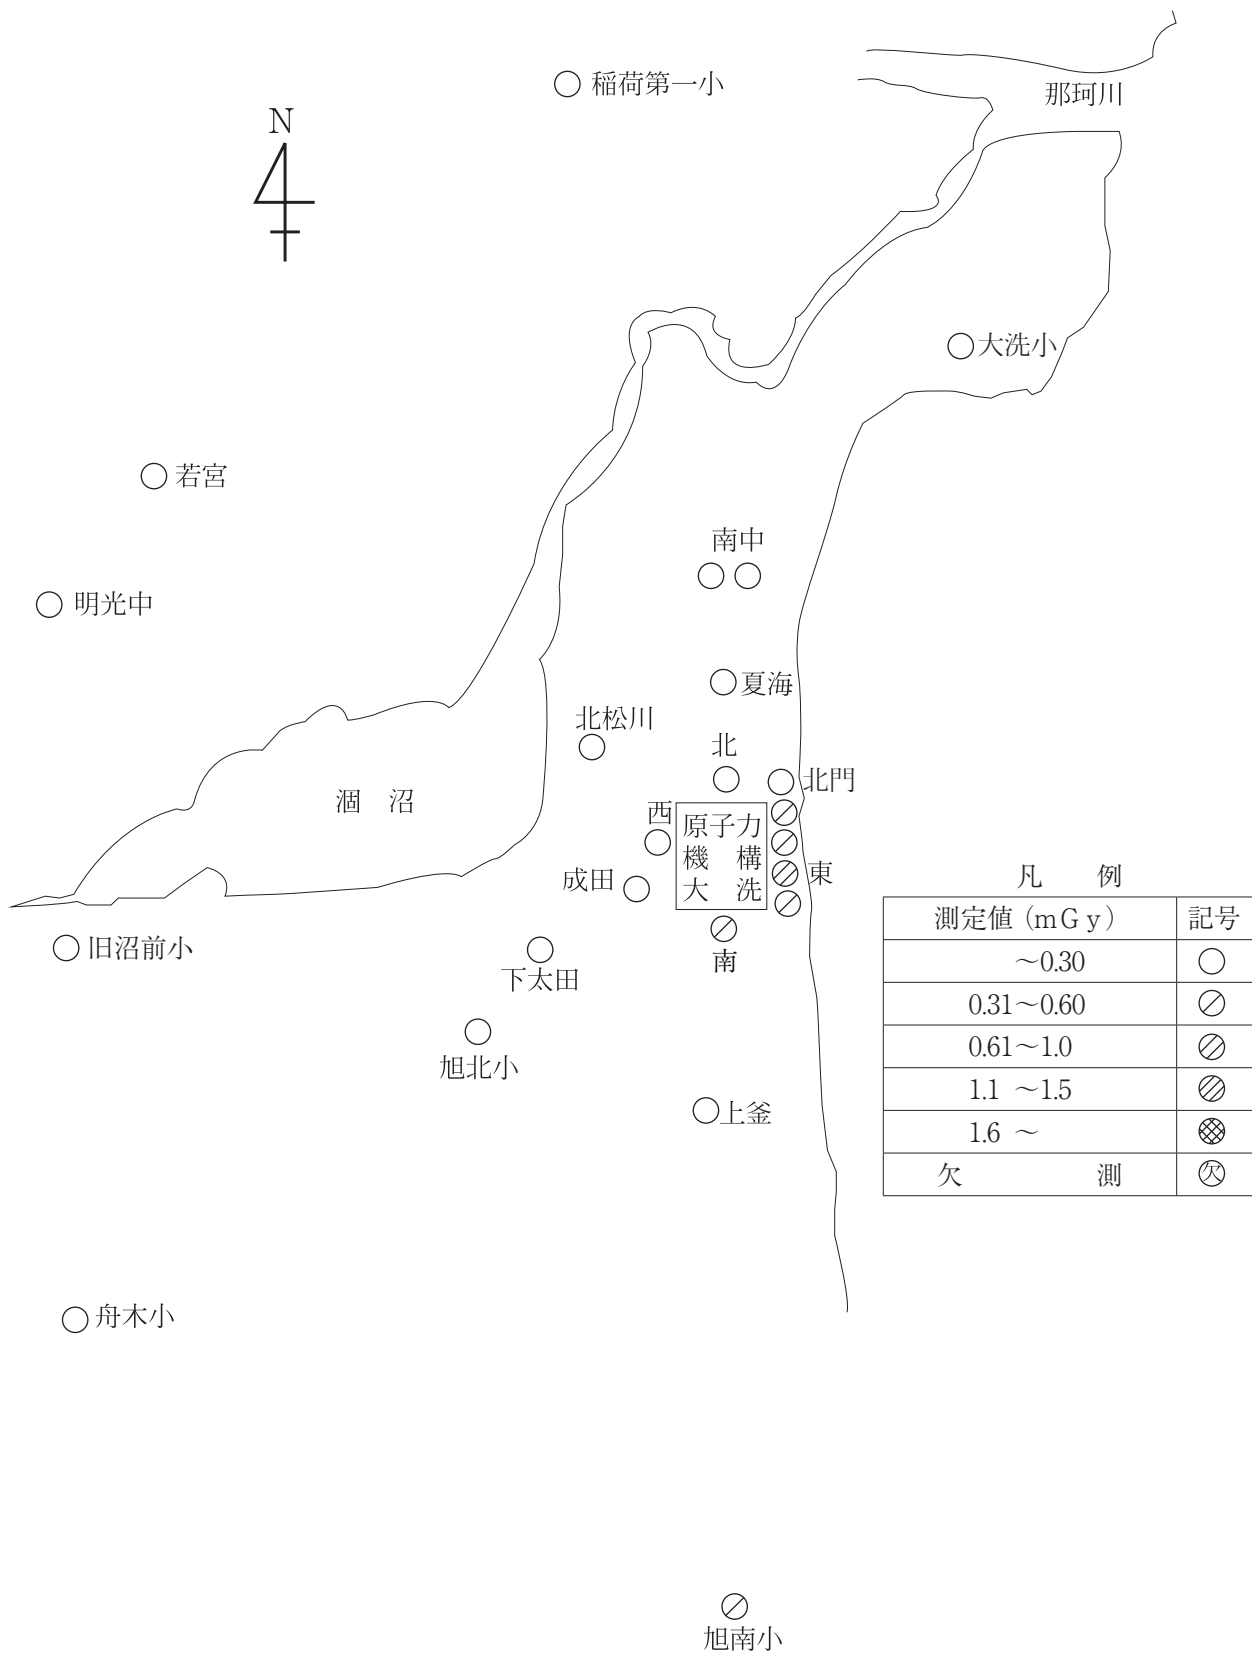 稲荷第一小
那珂川
N
大洗小
若宮
南中
明光中
夏海
北松川
北
北門
涸 沼
西
原子力
機 構
大 洗
東
成田
凡 例
測定値（mGy） 記号
～0.30
0.31～0.60
0.61～1.0
1.1 ～1.5
1.6 ～
欠 測 欠
旧沼前小
南
下太田
旭北小
上釜
舟木小
旭南小